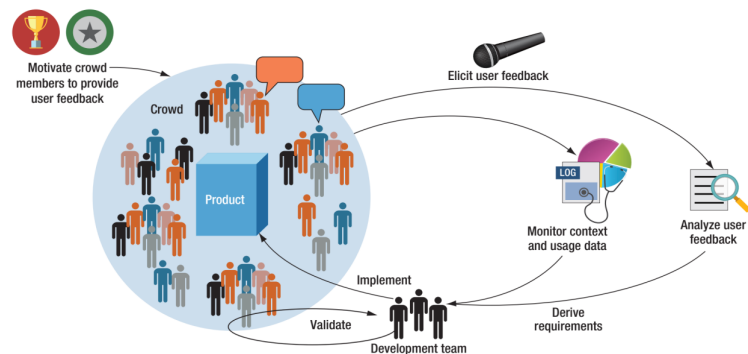 Motivate crowd
members to provide
user feedback
Crowd
Elicit user feedback
Product
LOG
Monitor context
and usage data
Analyze user
feedback
Implement
Validate
Derive
requirements
Development team